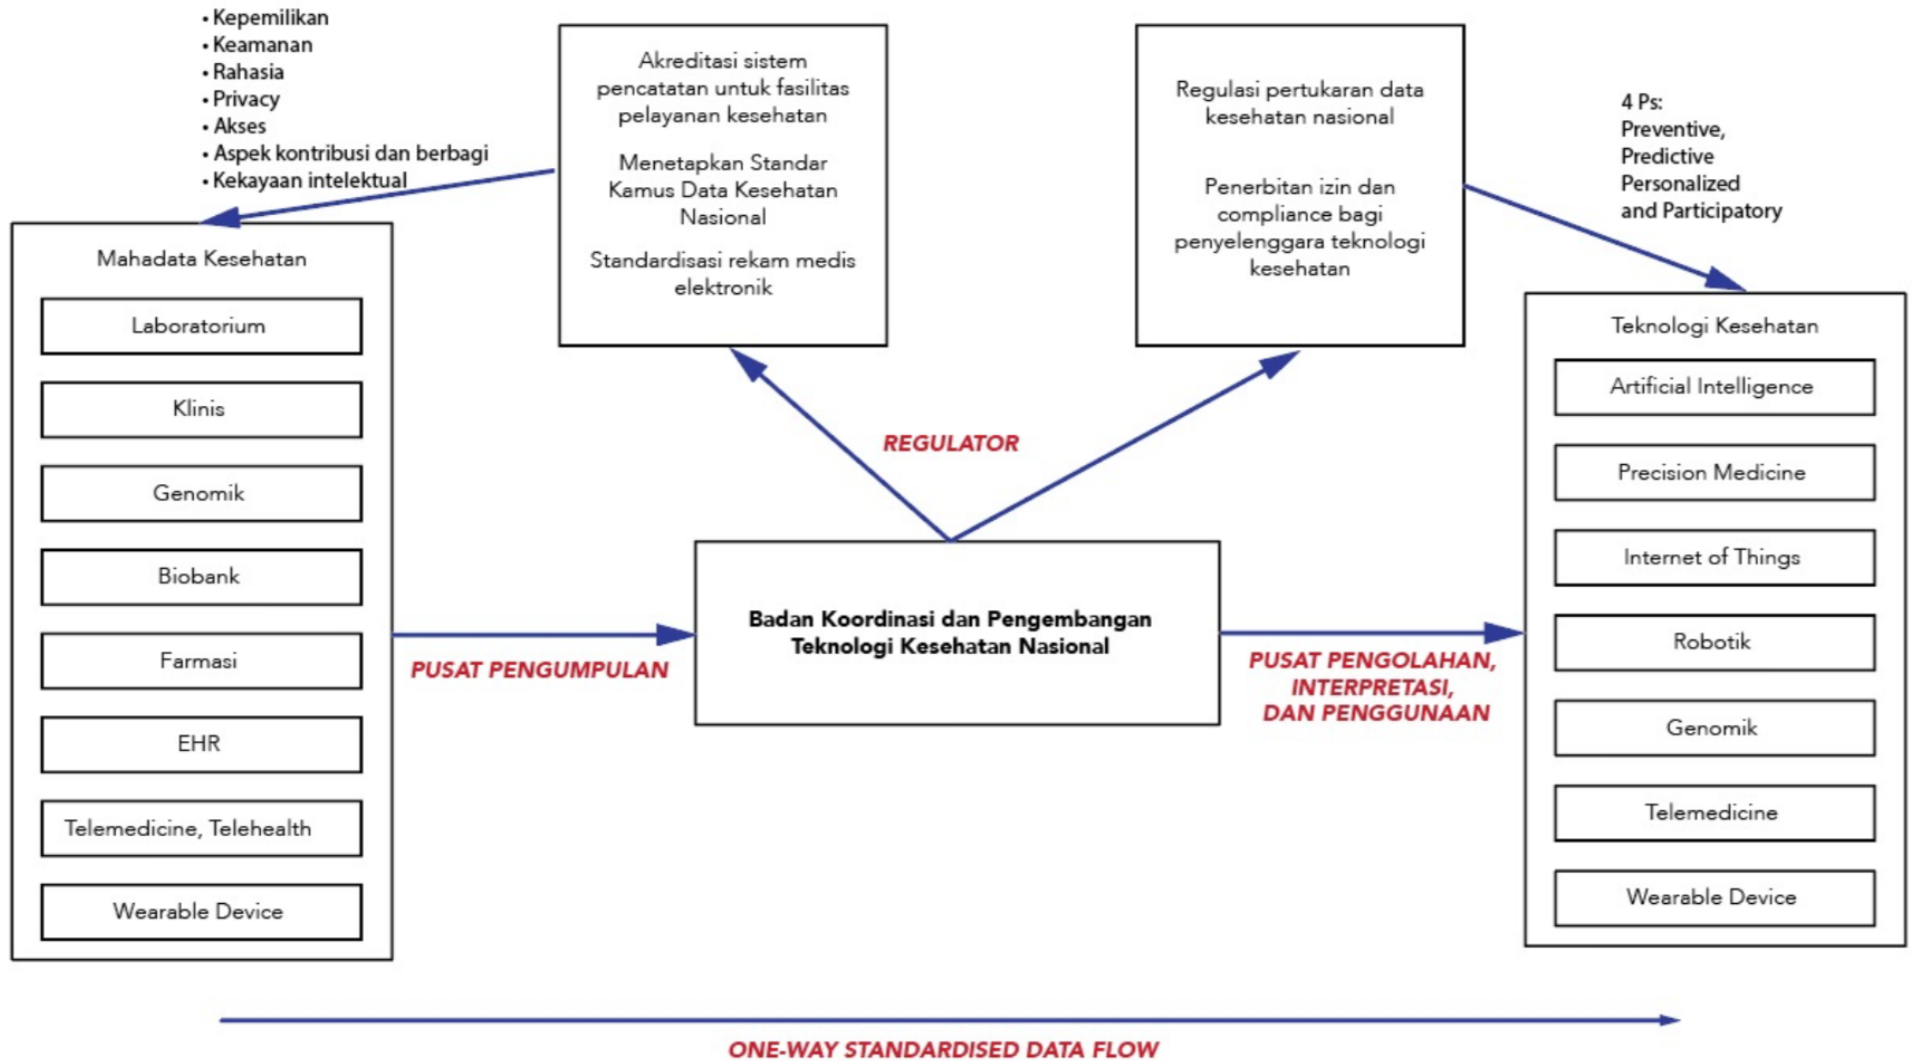 • Kepemilikan
• Keamanan
• Rahasia
• Privacy
• Akses
• Aspek kontribusi dan berbagi
• Kekayaan intelektual
Akreditasi sistem
pencatatan untuk fasilitas
pelayanan kesehatan
Menetapkan Standar
Kamus Data Kesehatan
Nasional
Standardisasi rekam medis
elektronik
Regulasi pertukaran data
kesehatan nasional
Penerbitan izin dan
compliance bagi
penyelenggara teknologi
kesehatan
4 Ps:
Preventive,
Predictive
Personalized
and Participatory
Mahadata Kesehatan
Laboratorium
Klinis
Genomik
Biobank
Farmasi
EHR
Telemedicine, Telehealth
Wearable Device
REGULATOR
PUSAT PENGUMPULAN
Badan Koordinasi dan Pengembangan
Teknologi Kesehatan Nasional
PUSAT PENGOLAHAN,
INTERPRETASI,
DAN PENGGUNAAN
Teknologi Kesehatan
Artificial Intelligence
Precision Medicine
Internet of Things
Robotik
Genomik
Telemedicine
Wearable Device
ONE-WAY STANDARDISED DATA FLOW